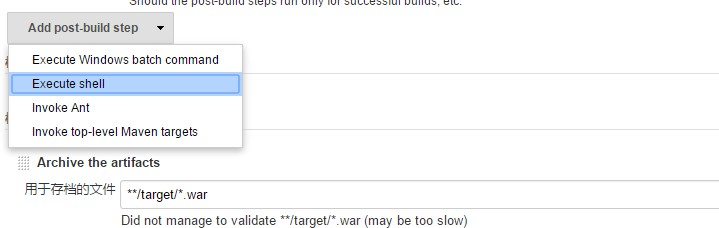 Should the post-build steps run only for successful builds, etc.
Add post-build step
Execute Windows batch command
Execute shell
Invoke Ant
Invoke top-level Maven targets
Archive the artifacts
用于存档的文件 **/target/*.war
Did not manage to validate **/target/*.war (may be too slow)